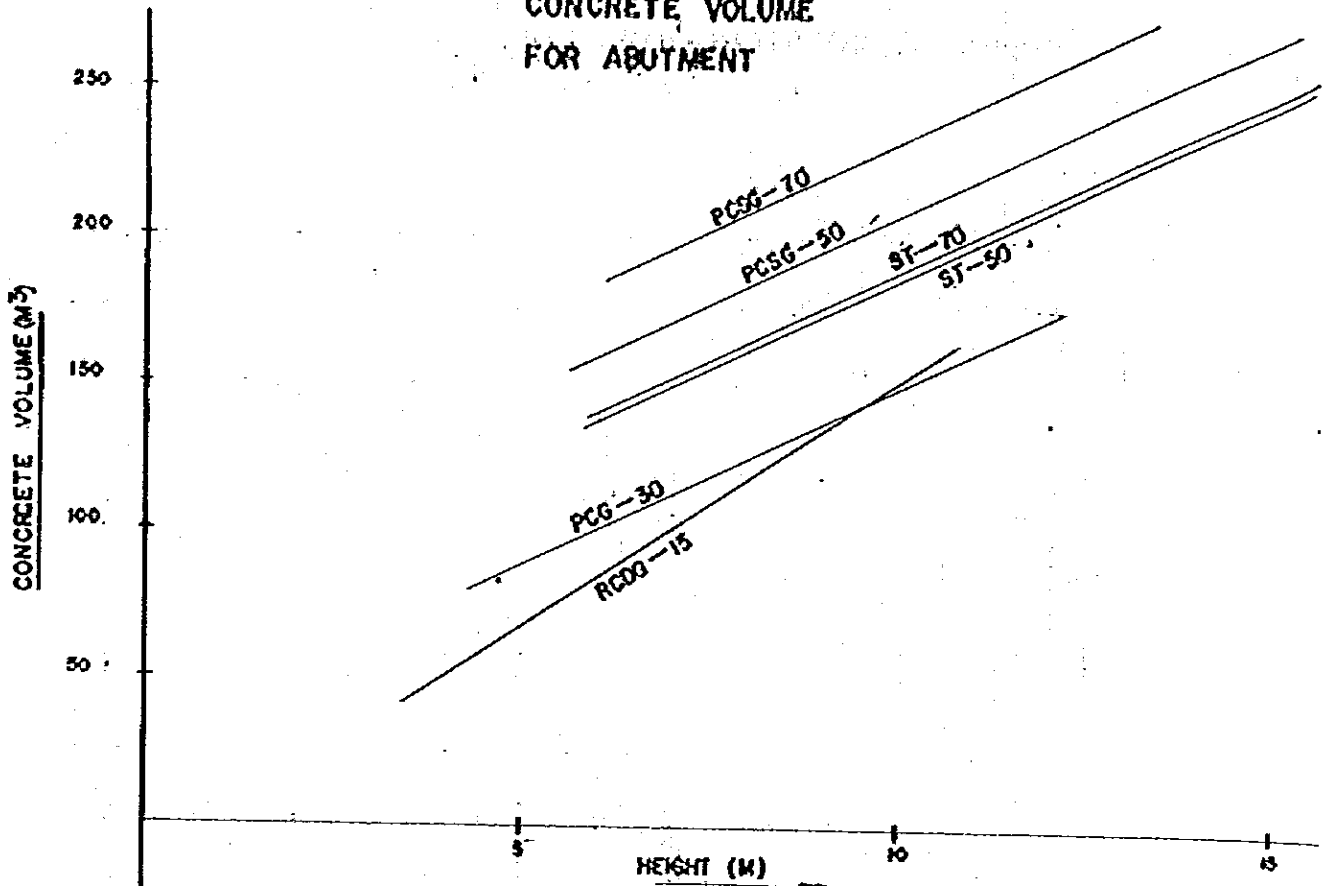 CONCRETE VOLUME
FOR ABUTMENT
CONCRCETE VOLUME (M³)
250
200
150
100
50
PCSG-70
PCSG-50
ST-70
ST-50
PCG-30
RCDG-15
5
10
15
HEIGHT (M)